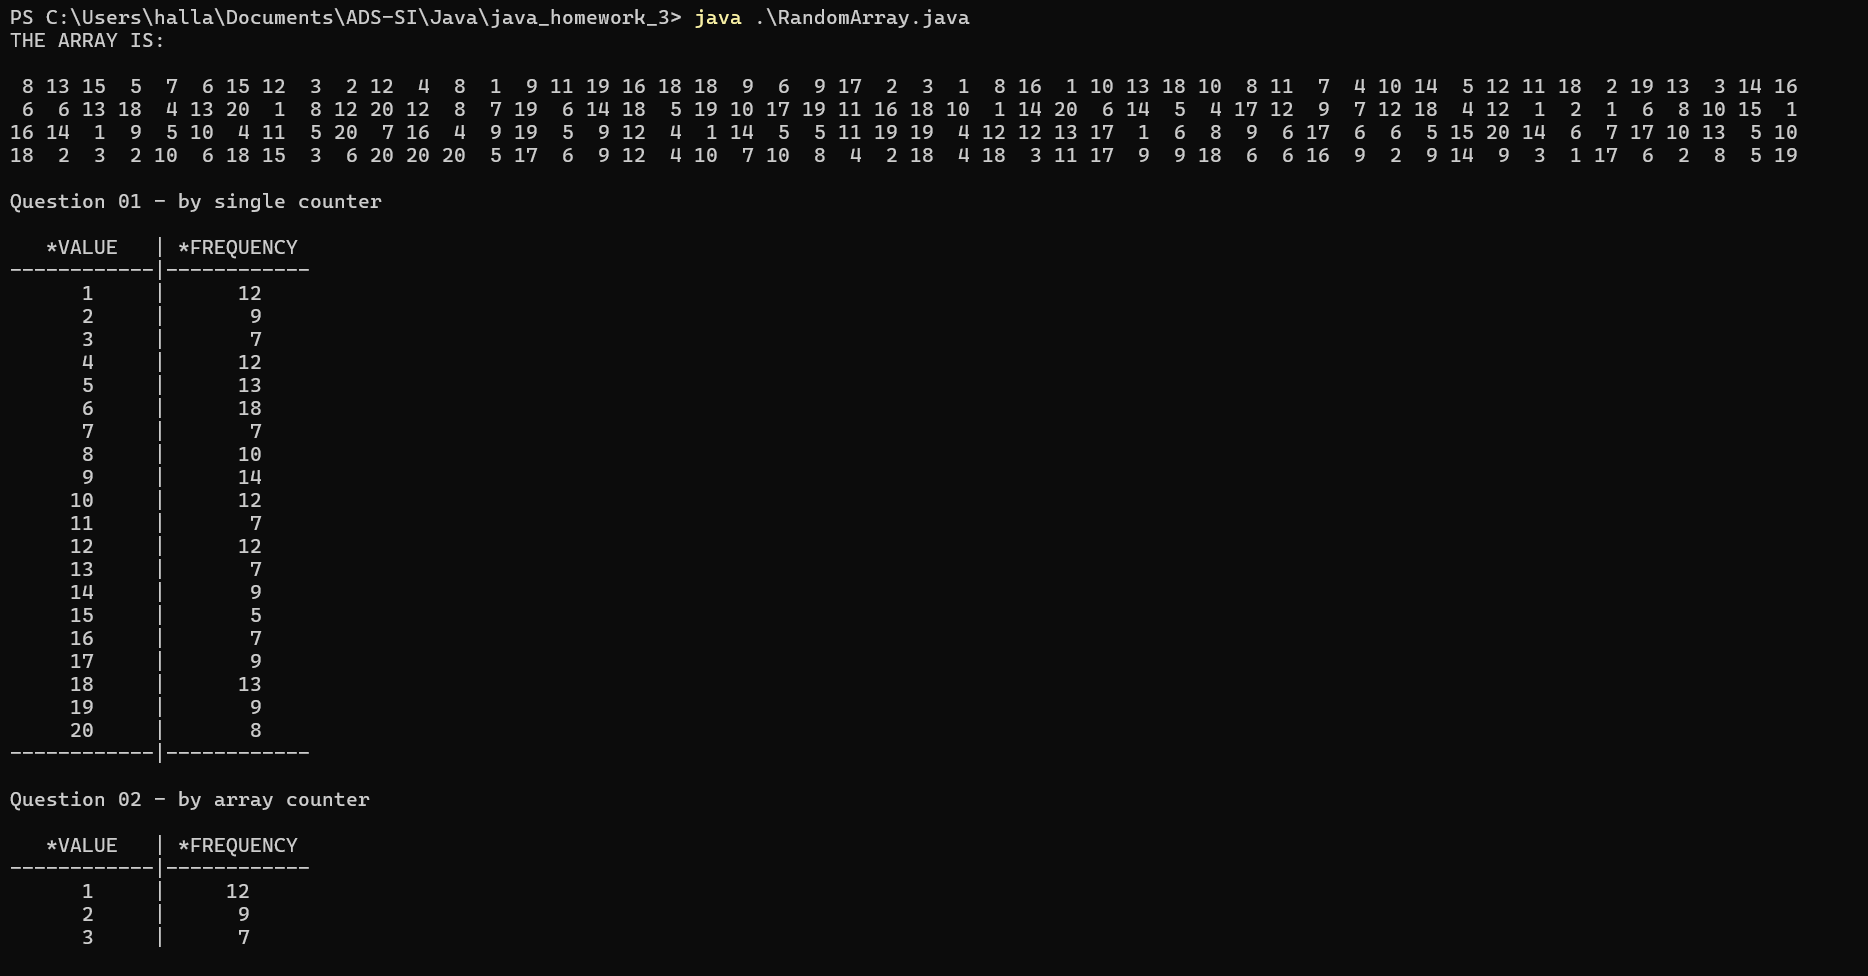 PS C:\Users\halla\Documents\ADS-SI\Java\java_homework_3> java .\RandomArray.java
THE ARRAY IS:
 8 13 15  5  7  6 15 12  3  2 12  4  8  1  9 11 19 16 18 18  9  6  9 17  2  3  1  8 16  1 10 13 18 10  8 11  7  4 10 14  5 12 11 18  2 19 13  3 14 16
 6  6 13 18  4 13 20  1  8 12 20 12  8  7 19  6 14 18  5 19 10 17 19 11 16 18 10  1 14 20  6 14  5  4 17 12  9  7 12 18  4 12  1  2  1  6  8 10 15  1
16 14  1  9  5 10  4 11  5 20  7 16  4  9 19  5  9 12  4  1 14  5  5 11 19 19  4 12 12 13 17  1  6  8  9  6 17  6  6  5 15 20 14  6  7 17 10 13  5 10
18  2  3  2 10  6 18 15  3  6 20 20 20  5 17  6  9 12  4 10  7 10  8  4  2 18  4 18  3 11 17  9  9 18  6  6 16  9  2  9 14  9  3  1 17  6  2  8  5 19
Question 01 - by single counter
   *VALUE   | *FREQUENCY
------------|------------
      1     |      12
      2     |       9
      3     |       7
      4     |      12
      5     |      13
      6     |      18
      7     |       7
      8     |      10
      9     |      14
     10     |      12
     11     |       7
     12     |      12
     13     |       7
     14     |       9
     15     |       5
     16     |       7
     17     |       9
     18     |      13
     19     |       9
     20     |       8
------------|------------
Question 02 - by array counter
   *VALUE   | *FREQUENCY
------------|------------
      1     |     12
      2     |      9
      3     |      7